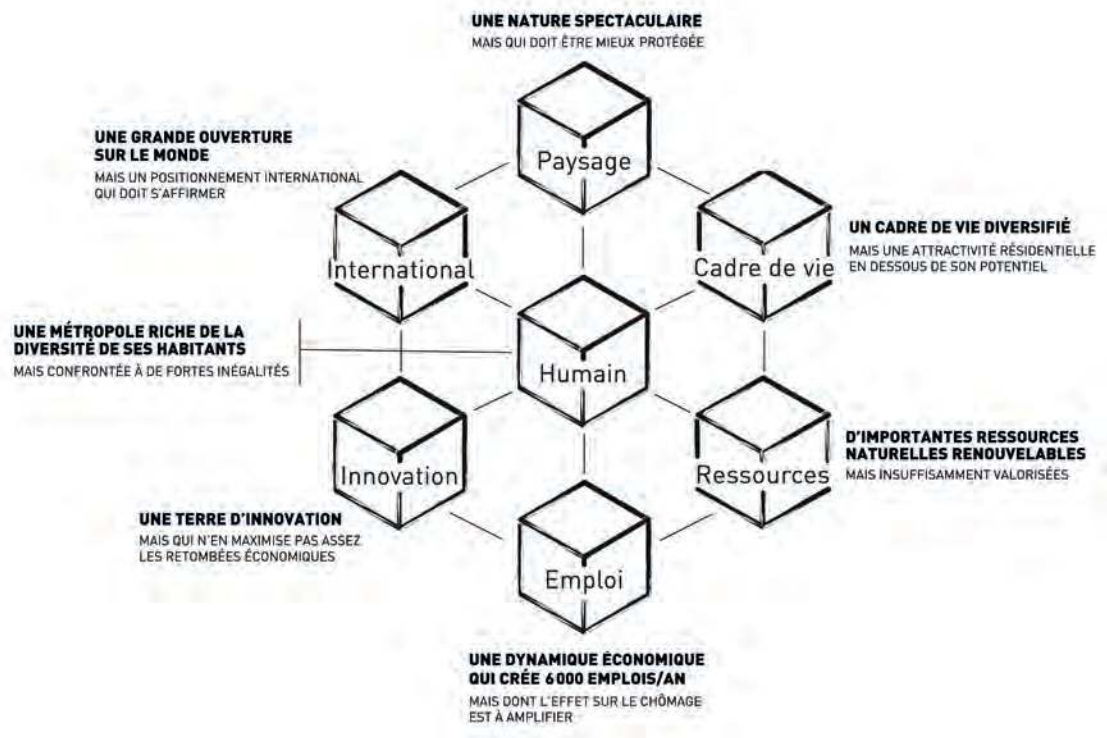 UNE NATURE SPECTACULAIRE
MAIS QUI DOIT ÊTRE MIEUX PROTÉGÉE
Paysage
UNE GRANDE OUVERTURE
SUR LE MONDE
MAIS UN POSITIONNEMENT INTERNATIONAL
QUI DOIT S'AFFIRMER
International
UN CADRE DE VIE DIVERSIFIÉ
MAIS UNE ATTRACTIVITÉ RÉSIDENTIELLE
EN DESSOUS DE SON POTENTIEL
Cadre de vie
UNE MÉTROPOLE RICHE DE LA
DIVERSITÉ DE SES HABITANTS
MAIS CONFRONTÉE À DE FORTES INÉGALITÉS
Humain
Innovation
UNE TERRE D'INNOVATION
MAIS QUI N'EN MAXIMISE PAS ASSEZ
LES RETOMBÉES ÉCONOMIQUES
Ressources
D'IMPORTANTES RESSOURCES
NATURELLES RENOUVELABLES
MAIS INSUFFISAMMENT VALORISÉES
Emploi
UNE DYNAMIQUE ÉCONOMIQUE
QUI CRÉE 6000 EMPLOIS/AN
MAIS DONT L'EFFET SUR LE CHÔMAGE
EST À AMPLIFIER